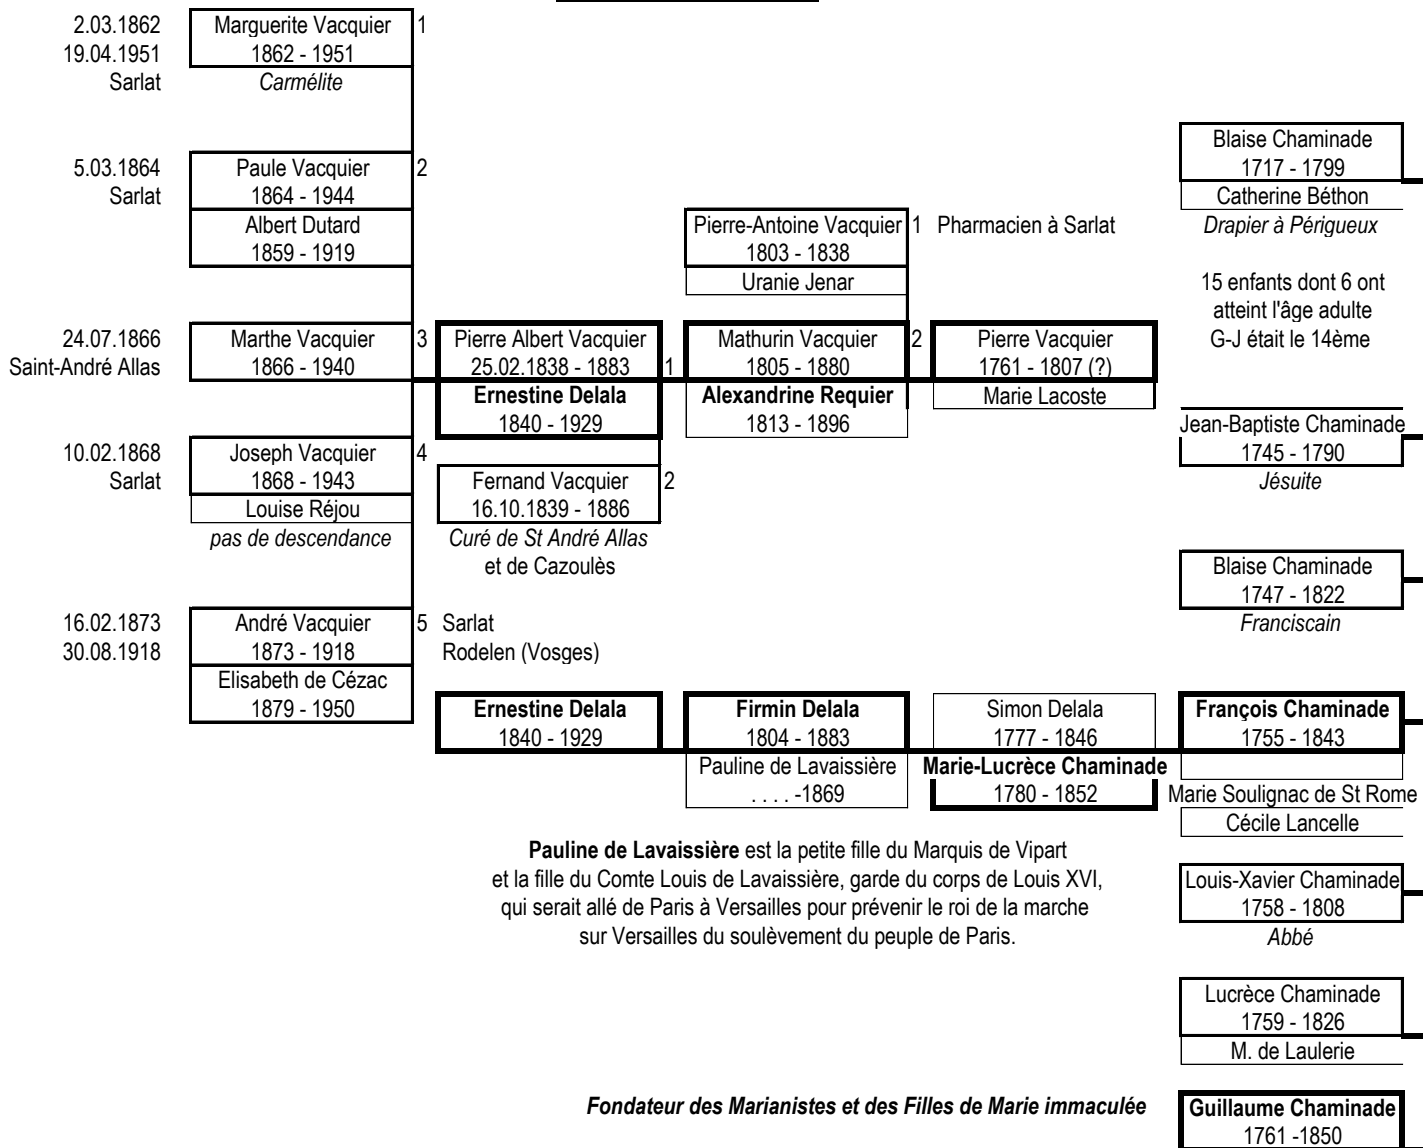 2.03.1862
19.04.1951
Sarlat
Marguerite Vacquier 1
1862 - 1951
Carmélite
5.03.1864
Sarlat
Paule Vacquier 2
1864 - 1944
Albert Dutard
1859 - 1919
24.07.1866
Saint-André Allas
Marthe Vacquier 3
1866 - 1940
10.02.1868
Sarlat
Joseph Vacquier 4
1868 - 1943
Louise Réjou
pas de descendance
16.02.1873
30.08.1918
André Vacquier 5 Sarlat
1873 - 1918 Rodelen (Vosges)
Elisabeth de Cézac
1879 - 1950
Pierre Albert Vacquier
25.02.1838 - 1883 1
Ernestine Delala
1840 - 1929
Fernand Vacquier 2
16.10.1839 - 1886
Curé de St André Allas
et de Cazoulès
Pierre-Antoine Vacquier 1 Pharmacien à Sarlat
1803 - 1838
Uranie Jenar
Mathurin Vacquier 2
1805 - 1880
Alexandrine Requier
1813 - 1896
Pierre Vacquier
1761 - 1807 (?)
Marie Lacoste
Blaise Chaminade
1717 - 1799
Catherine Béthon
Drapier à Périgueux
15 enfants dont 6 ont
atteint l'âge adulte
G-J était le 14ème
Jean-Baptiste Chaminade
1745 - 1790
Jésuite
Blaise Chaminade
1747 - 1822
Franciscain
Ernestine Delala
1840 - 1929
Firmin Delala
1804 - 1883
Pauline de Lavaissière
. . . . -1869
Simon Delala
1777 - 1846
Marie-Lucrèce Chaminade
1780 - 1852
François Chaminade
1755 - 1843
Marie Soulignac de St Rome
Cécile Lancelle
Pauline de Lavaissière est la petite fille du Marquis de Vipart
et la fille du Comte Louis de Lavaissière, garde du corps de Louis XVI,
qui serait allé de Paris à Versailles pour prévenir le roi de la marche
sur Versailles du soulèvement du peuple de Paris.
Louis-Xavier Chaminade
1758 - 1808
Abbé
Lucrèce Chaminade
1759 - 1826
M. de Laulerie
Fondateur des Marianistes et des Filles de Marie immaculée
Guillaume Chaminade
1761 -1850